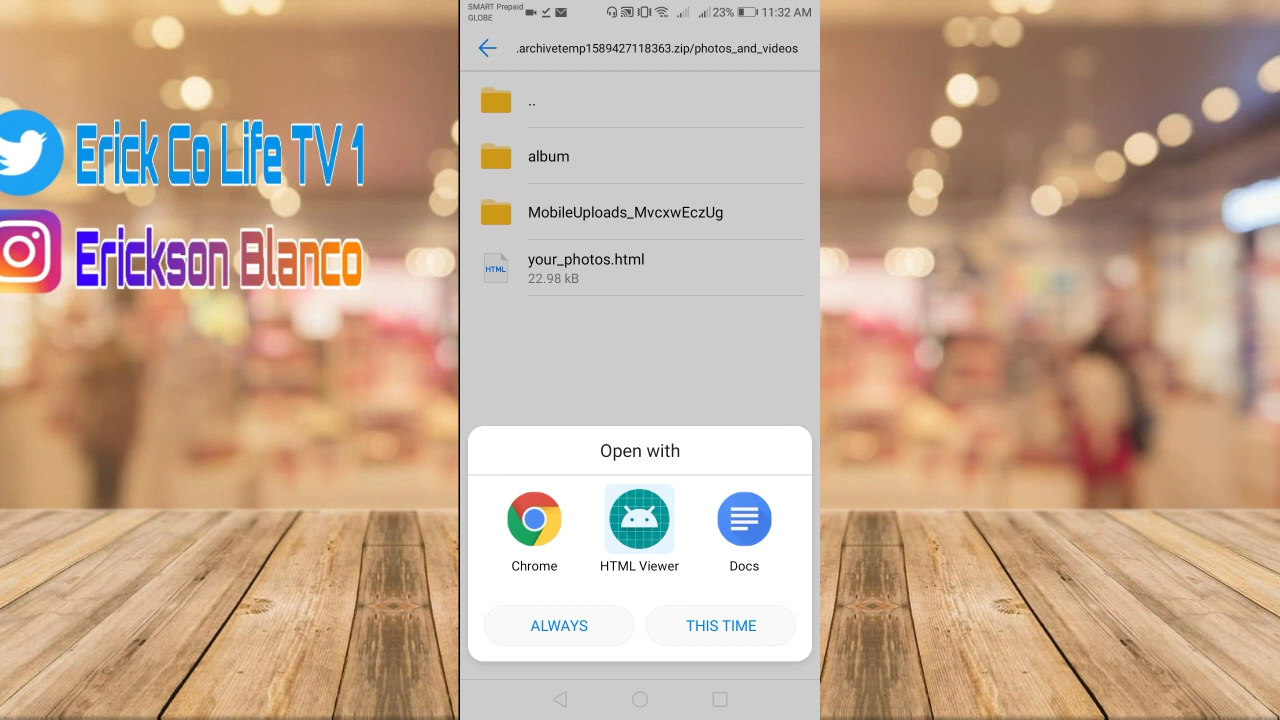 SMART Prepaid
GLOBE
23% 11:32 AM
.archivetemp1589427118363.zip/photos_and_videos
..
album
MobileUploads_MvcxwEczUg
HTML
your_photos.html
22.98 kB
Erick Co Life TV 1
Erickson Blanco
Open with
Chrome
HTML Viewer
Docs
ALWAYS
THIS TIME